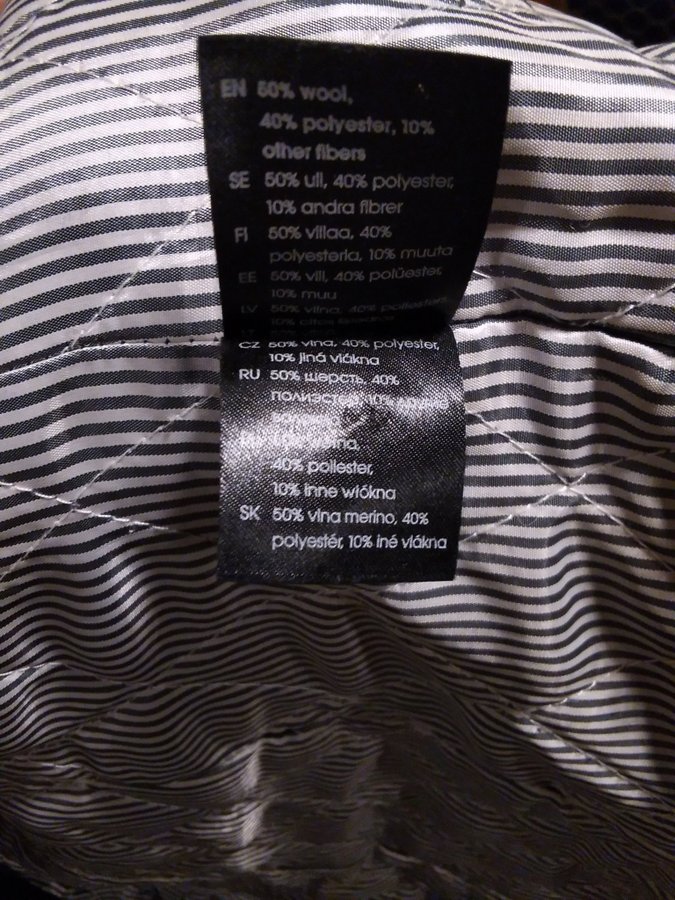 EN 50% wool,
40% polyester, 10%
other fibers
SE 50% ull, 40% polyester,
10% andra fibrer
FI 50% villaa, 40%
polyesteria, 10% muuta
EE 50% vill, 40% polüester,
10% muu
LV 50% vilna, 40%
10%
CZ 50% vlna, 40% polyester,
10% jiná vlákna
RU 50% шерсть, 40%
полиэстер, 10%
40% poliester,
10% inne włókna
SK 50% vlna merino, 40%
polyestér, 10% iné vlákna